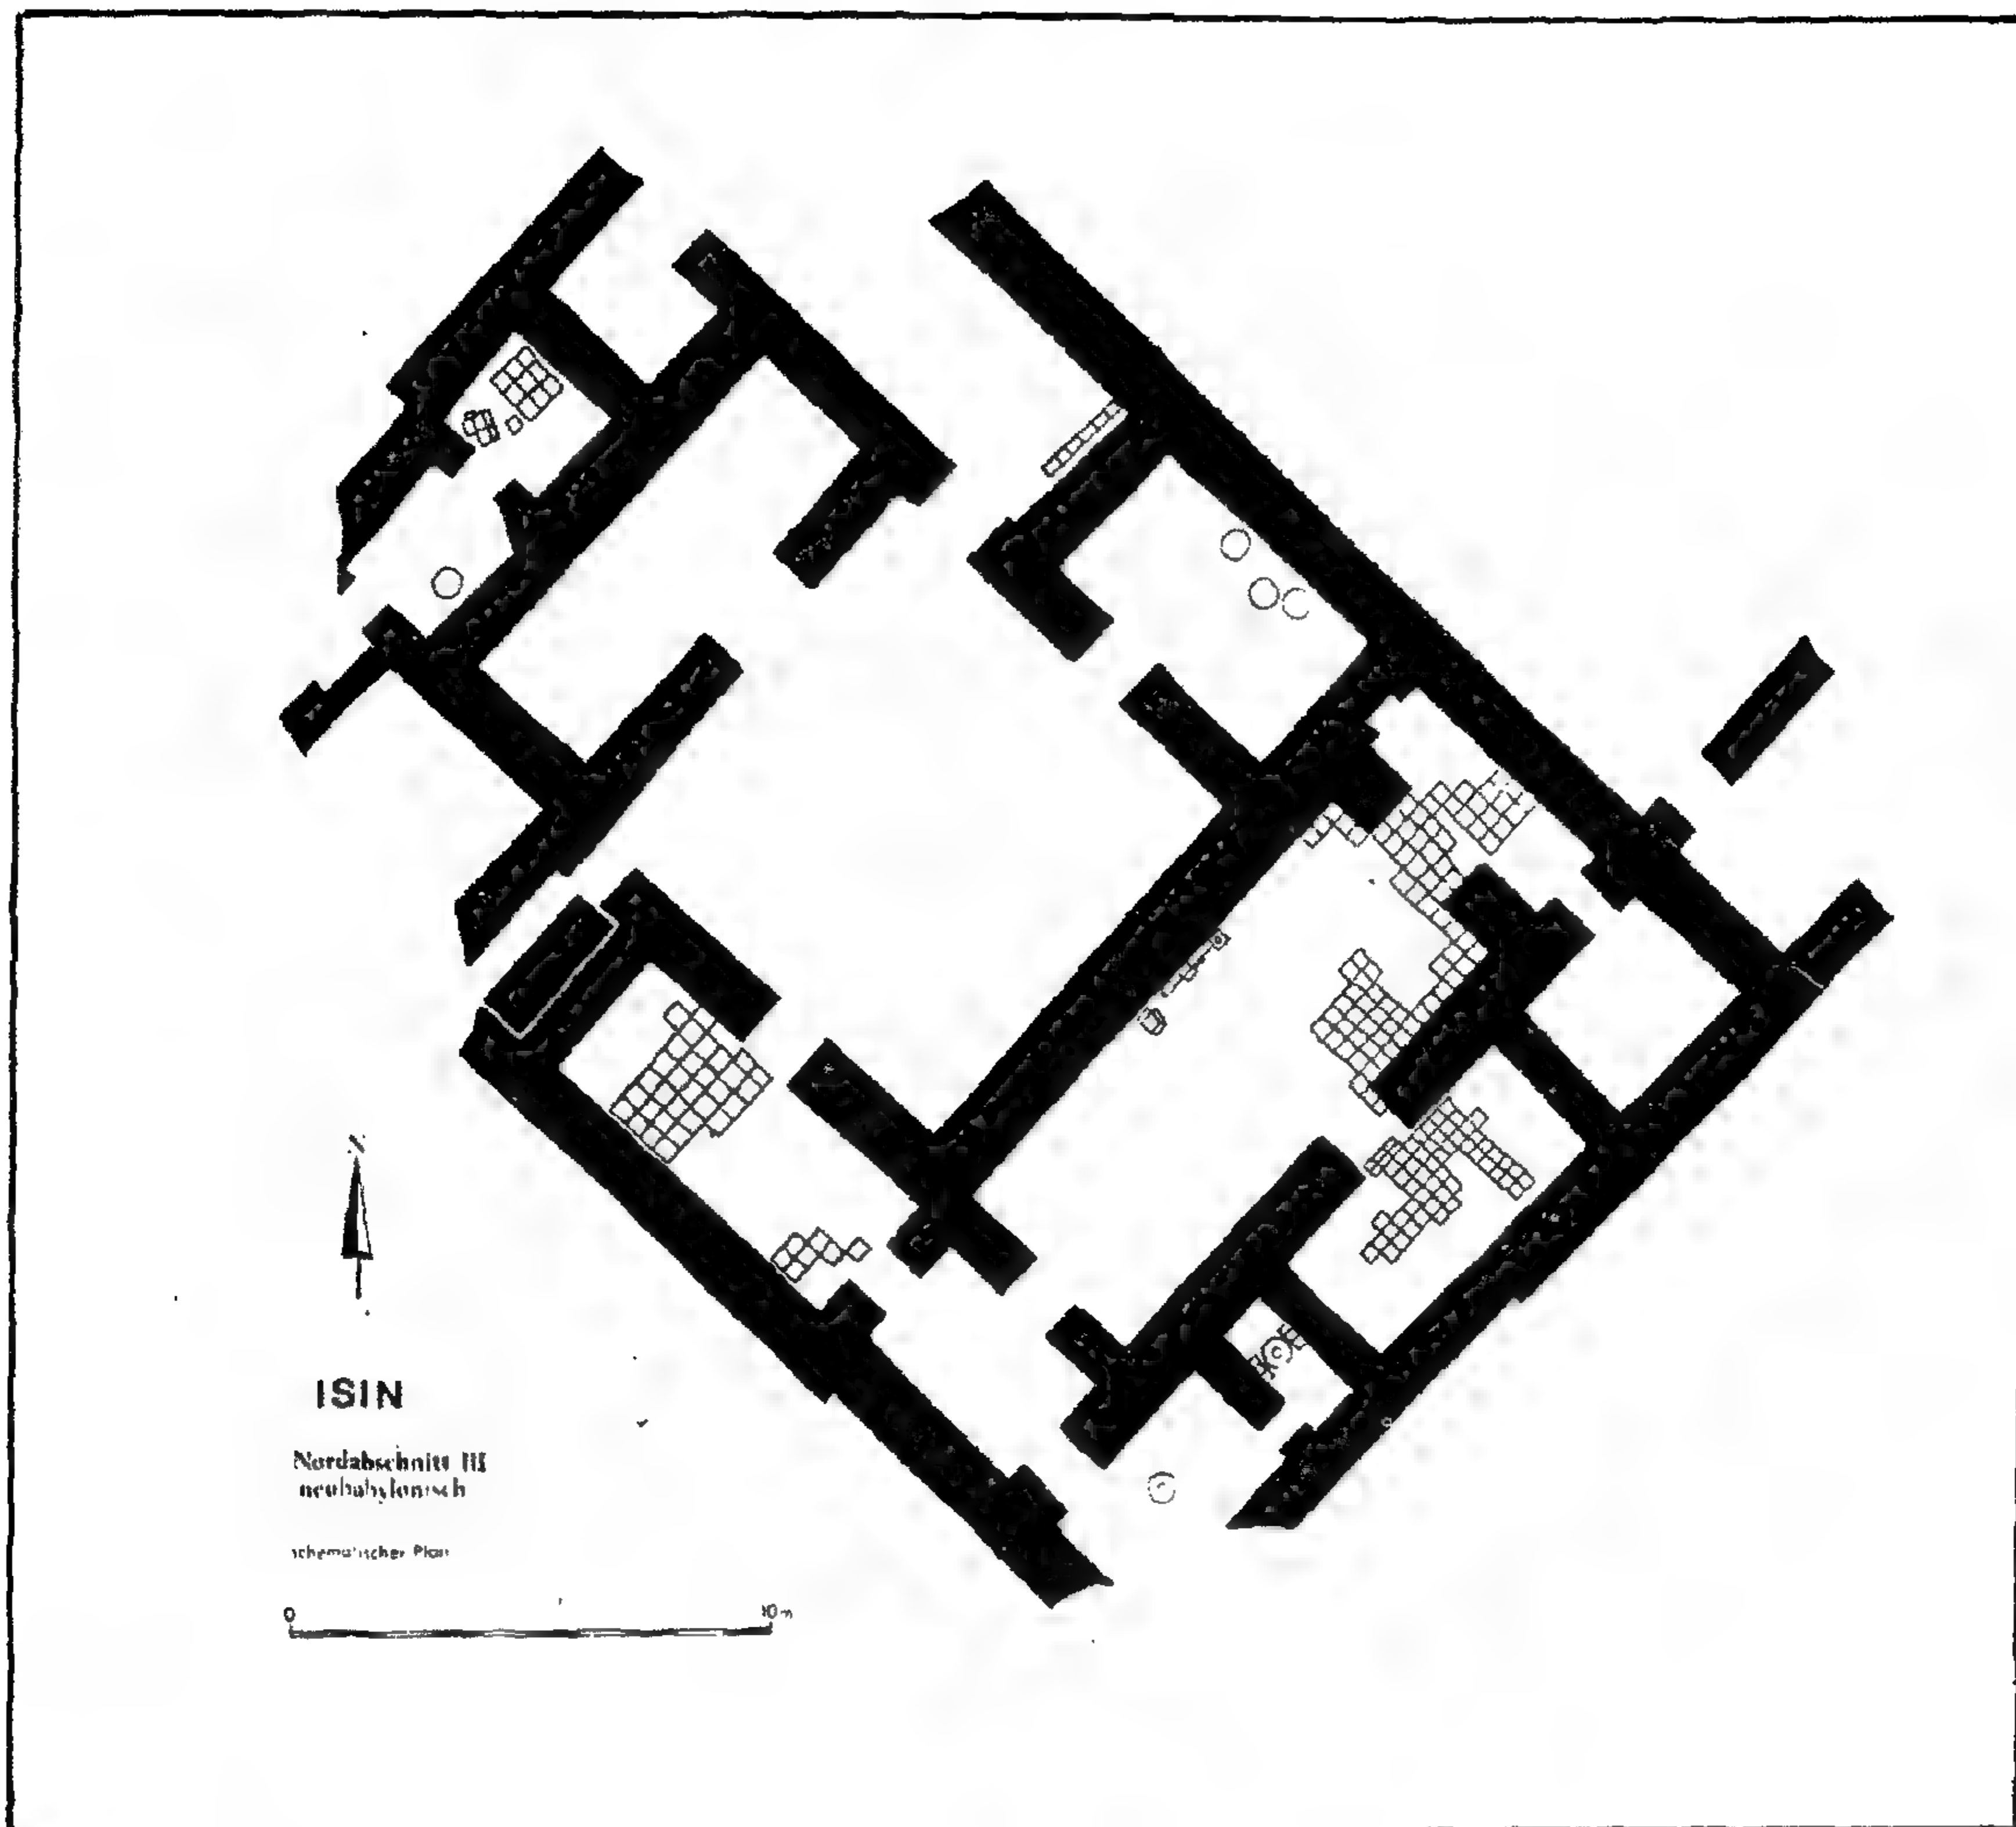 N
ISIN
Nordabschnitt III
neubabylonisch
schematischer Plan
0 10 m